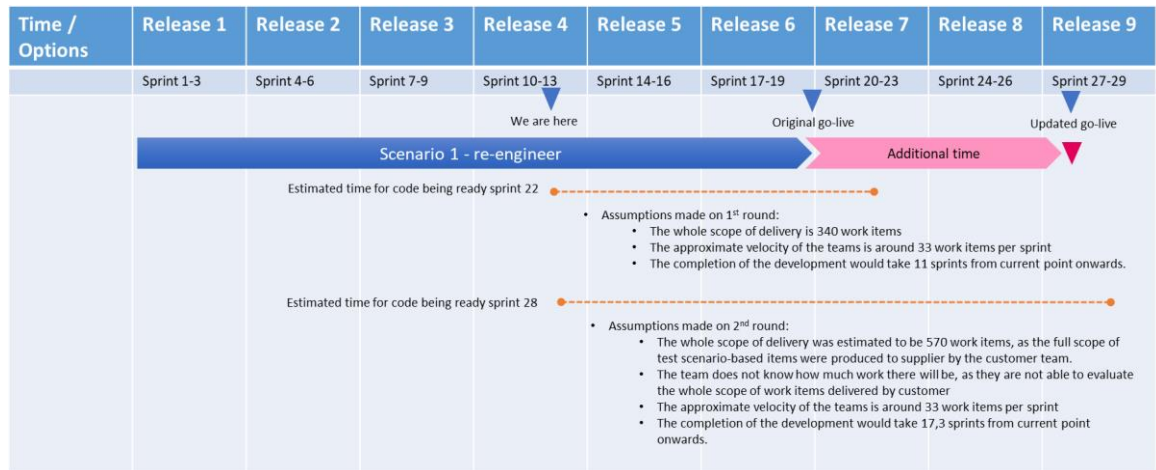 Time / Options
Release 1 Release 2 Release 3 Release 4 Release 5 Release 6 Release 7 Release 8 Release 9
Sprint 1-3 Sprint 4-6 Sprint 7-9 Sprint 10-13 Sprint 14-16 Sprint 17-19 Sprint 20-23 Sprint 24-26 Sprint 27-29
We are here Original go-live Updated go-live
Scenario 1 - re-engineer Additional time
Estimated time for code being ready sprint 22
• Assumptions made on 1st round:
• The whole scope of delivery is 340 work items
• The approximate velocity of the teams is around 33 work items per sprint
• The completion of the development would take 11 sprints from current point onwards.
Estimated time for code being ready sprint 28
• Assumptions made on 2nd round:
• The whole scope of delivery was estimated to be 570 work items, as the full scope of
test scenario-based items were produced to supplier by the customer team.
• The team does not know how much work there will be, as they are not able to evaluate
the whole scope of work items delivered by customer
• The approximate velocity of the teams is around 33 work items per sprint
• The completion of the development would take 17,3 sprints from current point
onwards.